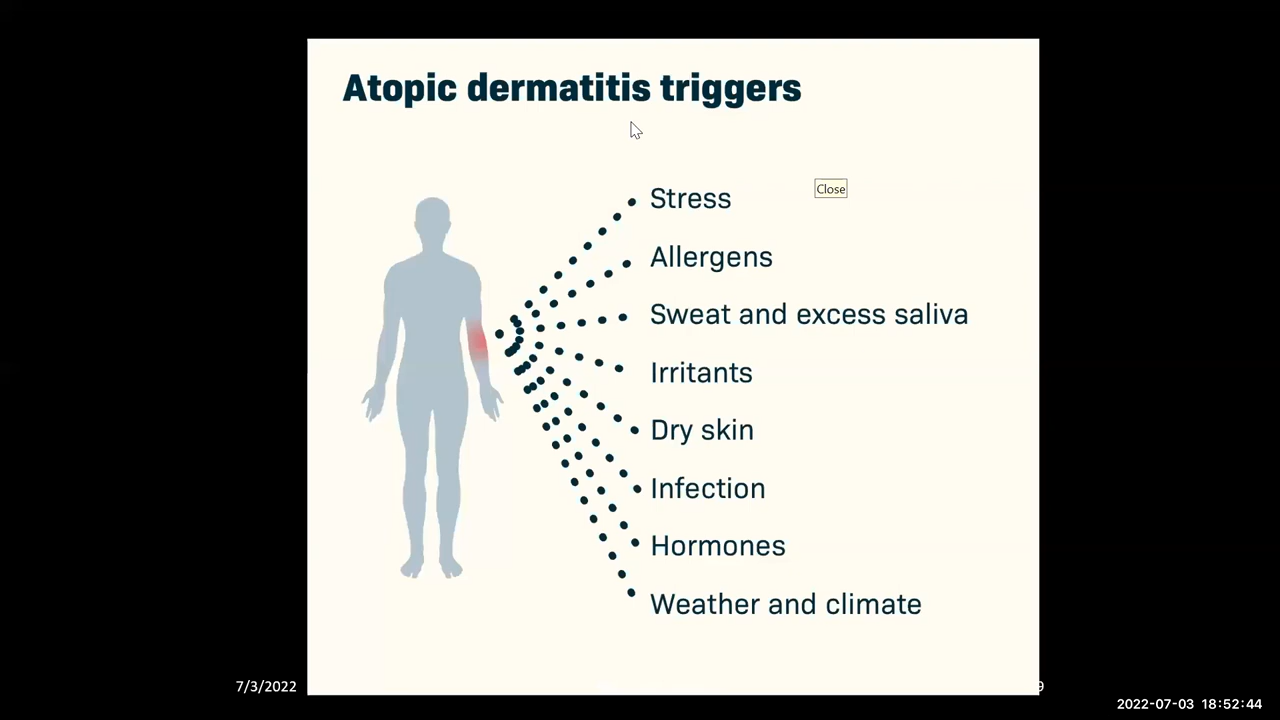 Atopic dermatitis triggers
Stress
Close
Allergens
Sweat and excess saliva
Irritants
Dry skin
Infection
Hormones
Weather and climate
7/3/2022
9
2022-07-03 18:52:44